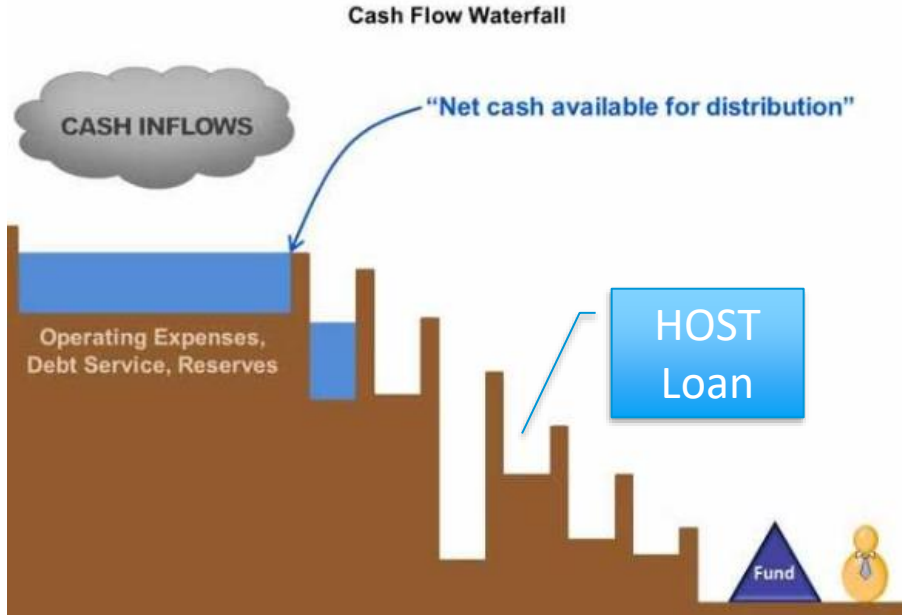 Cash Flow Waterfall
CASH INFLOWS
“Net cash available for distribution”
Operating Expenses,
Debt Service, Reserves
HOST
Loan
Fund